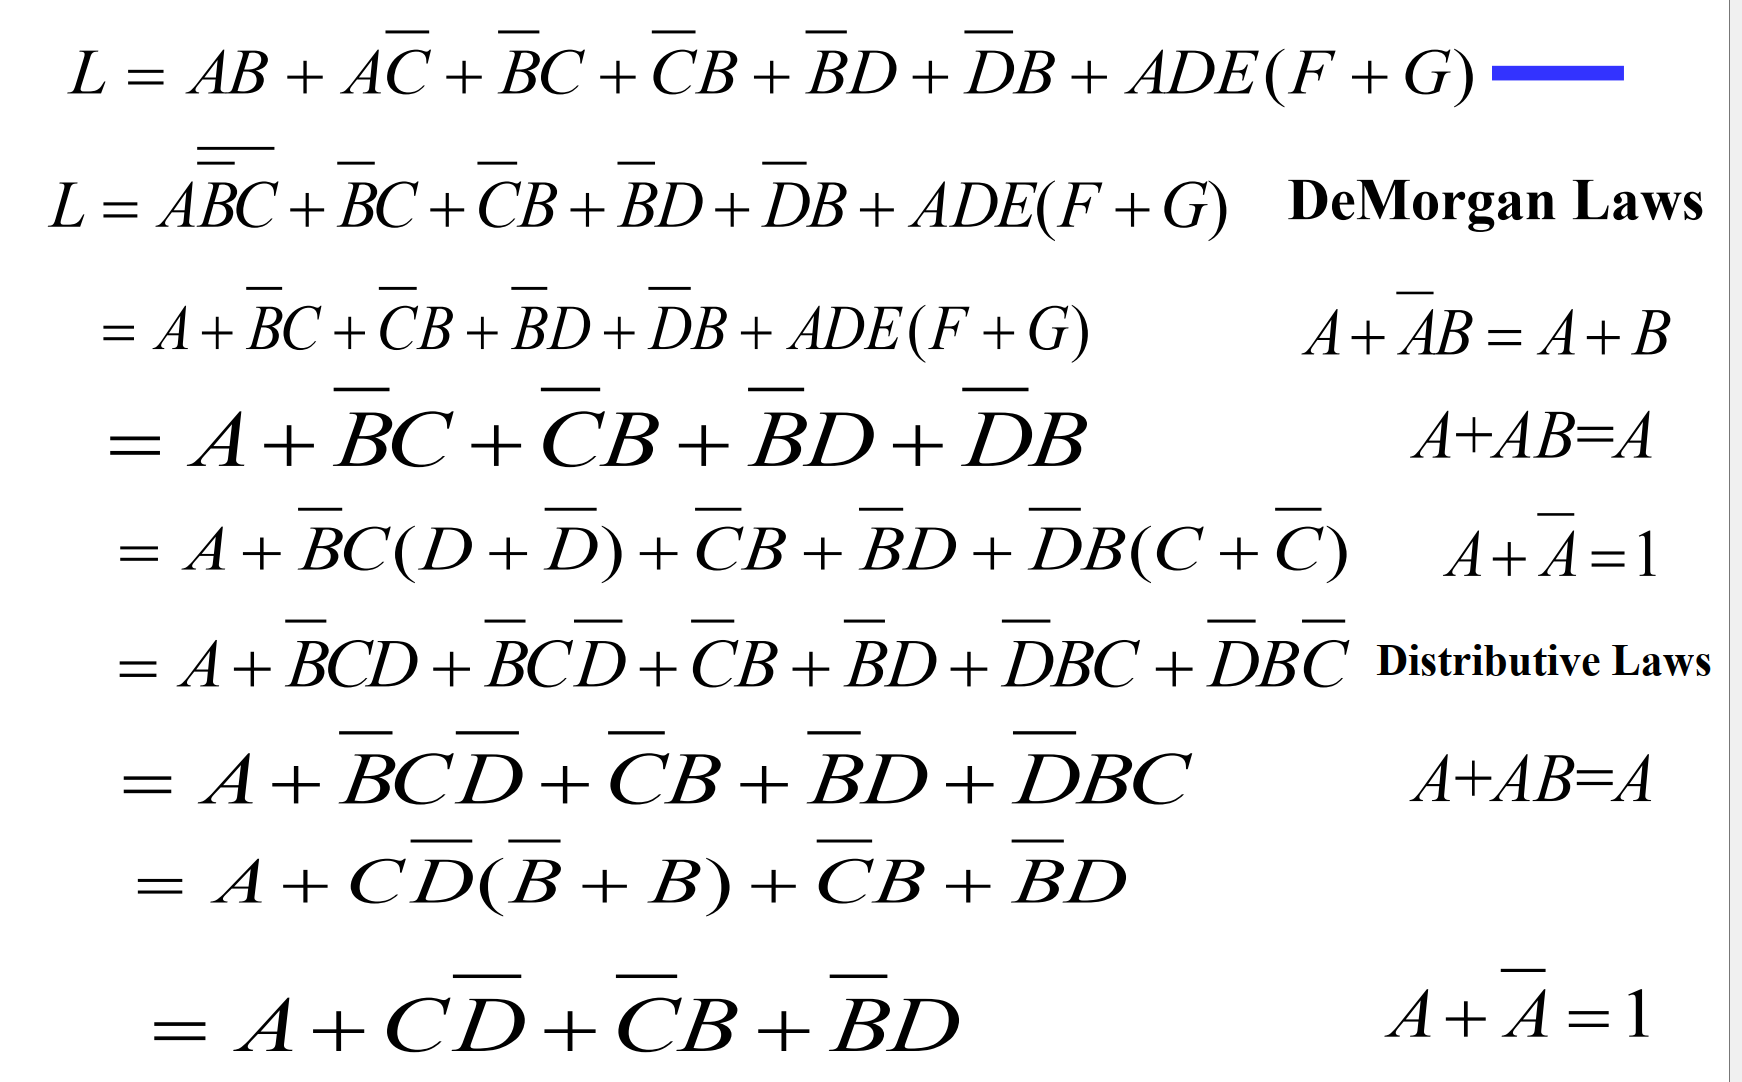 L = AB + AC̅ + B̅C + C̅B + B̅D + D̅B + ADE(F + G)
L = A\overline{B̅C} + B̅C + C̅B + B̅D + D̅B + ADE(F + G) DeMorgan Laws
= A + B̅C + C̅B + B̅D + D̅B + ADE(F + G) A + A̅B = A + B
= A + B̅C + C̅B + B̅D + D̅B A+AB=A
= A + B̅C(D + D̅) + C̅B + B̅D + D̅B(C + C̅) A + A̅ = 1
= A + B̅CD + B̅CD̅ + C̅B + B̅D + D̅BC + D̅BC̅ Distributive Laws
= A + B̅CD̅ + C̅B + B̅D + D̅BC A+AB=A
= A + CD̅(B̅ + B) + C̅B + B̅D
= A + CD̅ + C̅B + B̅D A + A̅ = 1